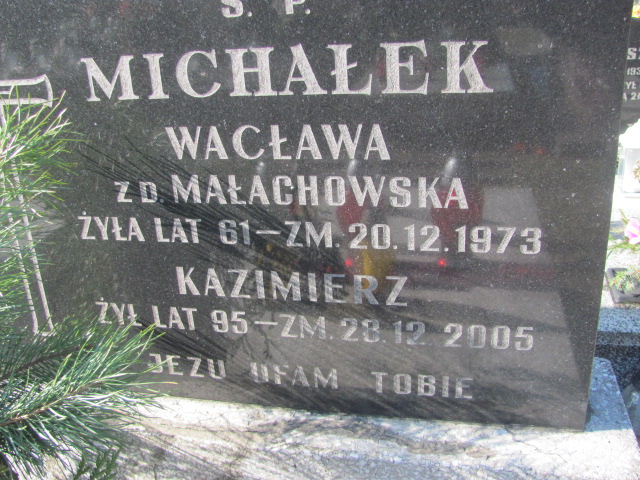 Ś. P.
MICHAŁEK
WACŁAWA
ZD. MAŁACHOWSKA
ŻYŁA LAT 61 – ZM. 20.12.1973
KAZIMIERZ
ŻYŁ LAT 95 – ZM. 28.12.2005
JEZU UFAM TOBIE